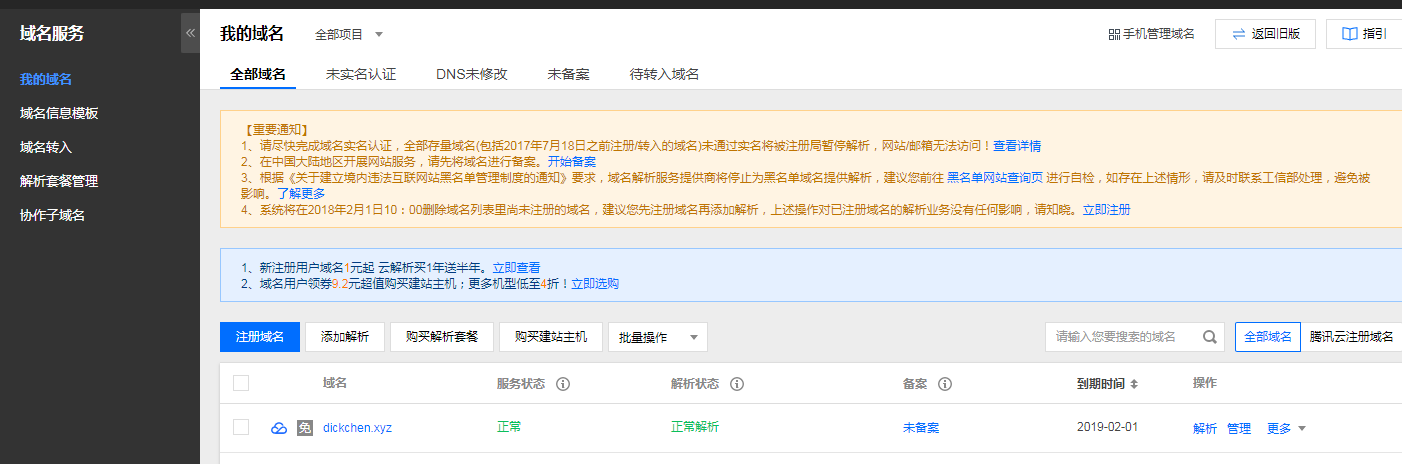 域名服务
«
我的域名
域名信息模板
域名转入
解析套餐管理
协作子域名
我的域名 全部项目 手机管理域名 返回旧版 指引
全部域名 未实名认证 DNS未修改 未备案 待转入域名
【重要通知】
1、请尽快完成域名实名认证，全部存量域名(包括2017年7月18日之前注册/转入的域名)未通过实名将被注册局暂停解析，网站/邮箱无法访问！查看详情
2、在中国大陆地区开展网站服务，请先将域名进行备案。开始备案
3、根据《关于建立境内违法互联网站黑名单管理制度的通知》要求，域名解析服务提供商将停止为黑名单域名提供解析，建议您前往 黑名单网站查询页 进行自检，如存在上述情形，请及时联系工信部处理，避免被
影响。了解更多
4、系统将在2018年2月1日10：00删除域名列表里尚未注册的域名，建议您先注册域名再添加解析，上述操作对已注册域名的解析业务没有任何影响，请知晓。立即注册
1、新注册用户域名1元起 云解析买1年送半年。立即查看
2、域名用户领券9.2元超值购买建站主机；更多机型低至4折！立即选购
注册域名 添加解析 购买解析套餐 购买建站主机 批量操作 请输入您要搜索的域名 全部域名 腾讯云注册域名
域名 服务状态 解析状态 备案 到期时间 操作
免 dickchen.xyz 正常 正常解析 未备案 2019-02-01 解析 管理 更多